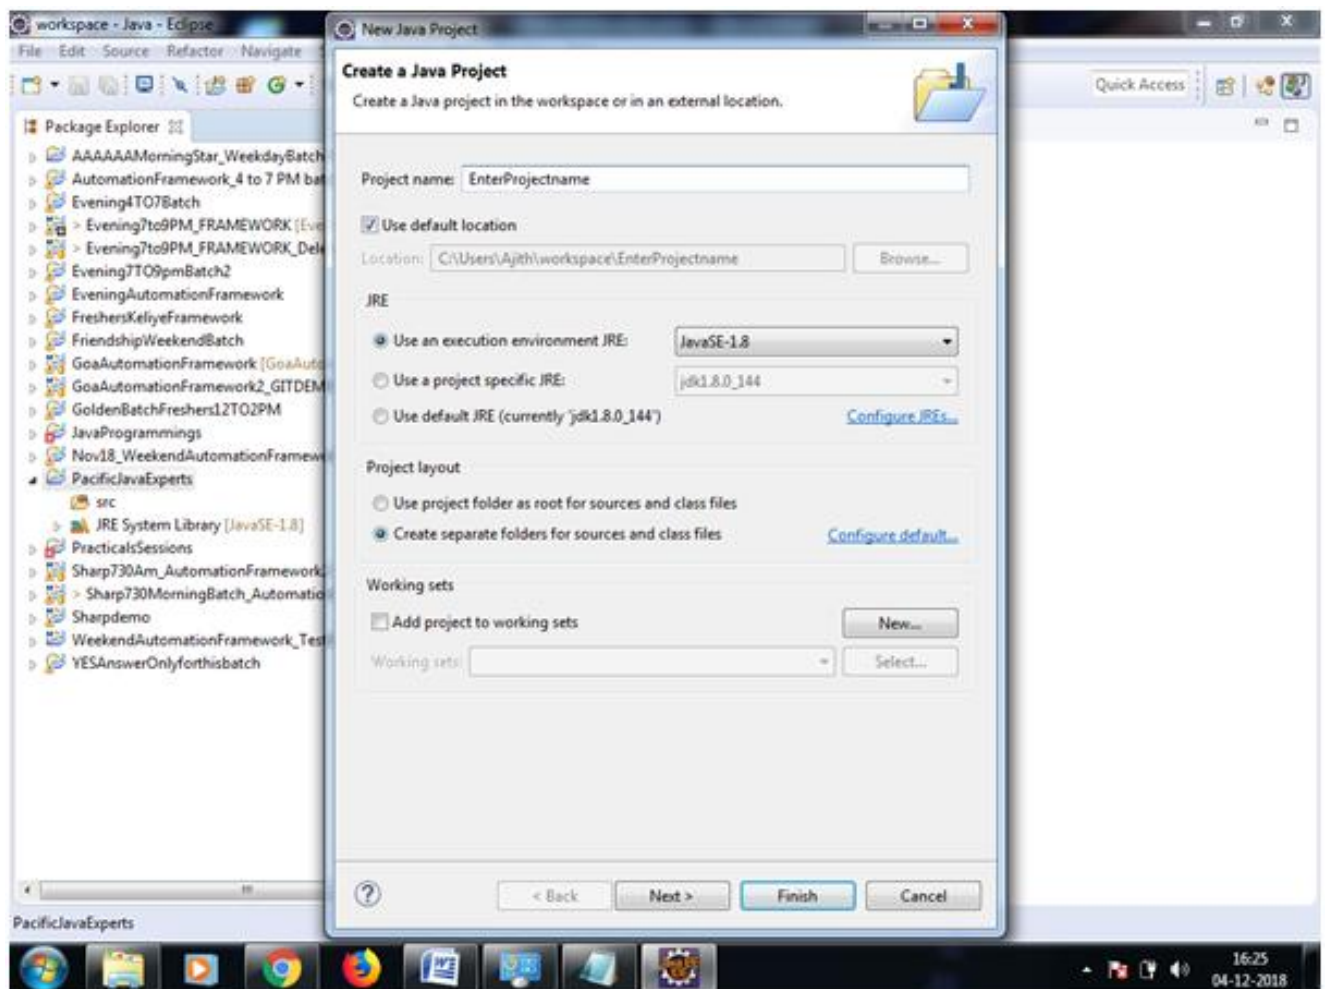 workspace - Java - Eclipse
File Edit Source Refactor Navigate
Quick Access
Package Explorer
AAAAAAMorningStar_WeekdayBatch
AutomationFramework_4 to 7 PM bat
Evening4TO7Batch
> Evening7to9PM_FRAMEWORK [Eve
> Evening7to9PM_FRAMEWORK_Dele
Evening7TO9pmBatch2
EveningAutomationFramework
FreshersKeliyeFramework
FriendshipWeekendBatch
GoaAutomationFramework [GoaAuto
GoaAutomationFramework2_GITDEM
GoldenBatchFreshers12TO2PM
JavaProgrammings
Nov18_WeekendAutomationFramew
PacificJavaExperts
src
JRE System Library [JavaSE-1.8]
PracticalsSessions
Sharp730Am_AutomationFramework
> Sharp730MorningBatch_Automatio
Sharpdemo
WeekendAutomationFramework_Test
YESAnswerOnlyforthisbatch
PacificJavaExperts
New Java Project
Create a Java Project
Create a Java project in the workspace or in an external location.
Project name: EnterProjectname
Use default location
Location: C:\Users\Ajith\workspace\EnterProjectname Browse...
JRE
Use an execution environment JRE: JavaSE-1.8
Use a project specific JRE: jdk1.8.0_144
Use default JRE (currently 'jdk1.8.0_144') Configure JREs...
Project layout
Use project folder as root for sources and class files
Create separate folders for sources and class files Configure default...
Working sets
Add project to working sets New...
Working sets: Select...
< Back Next > Finish Cancel
16:25
04-12-2018